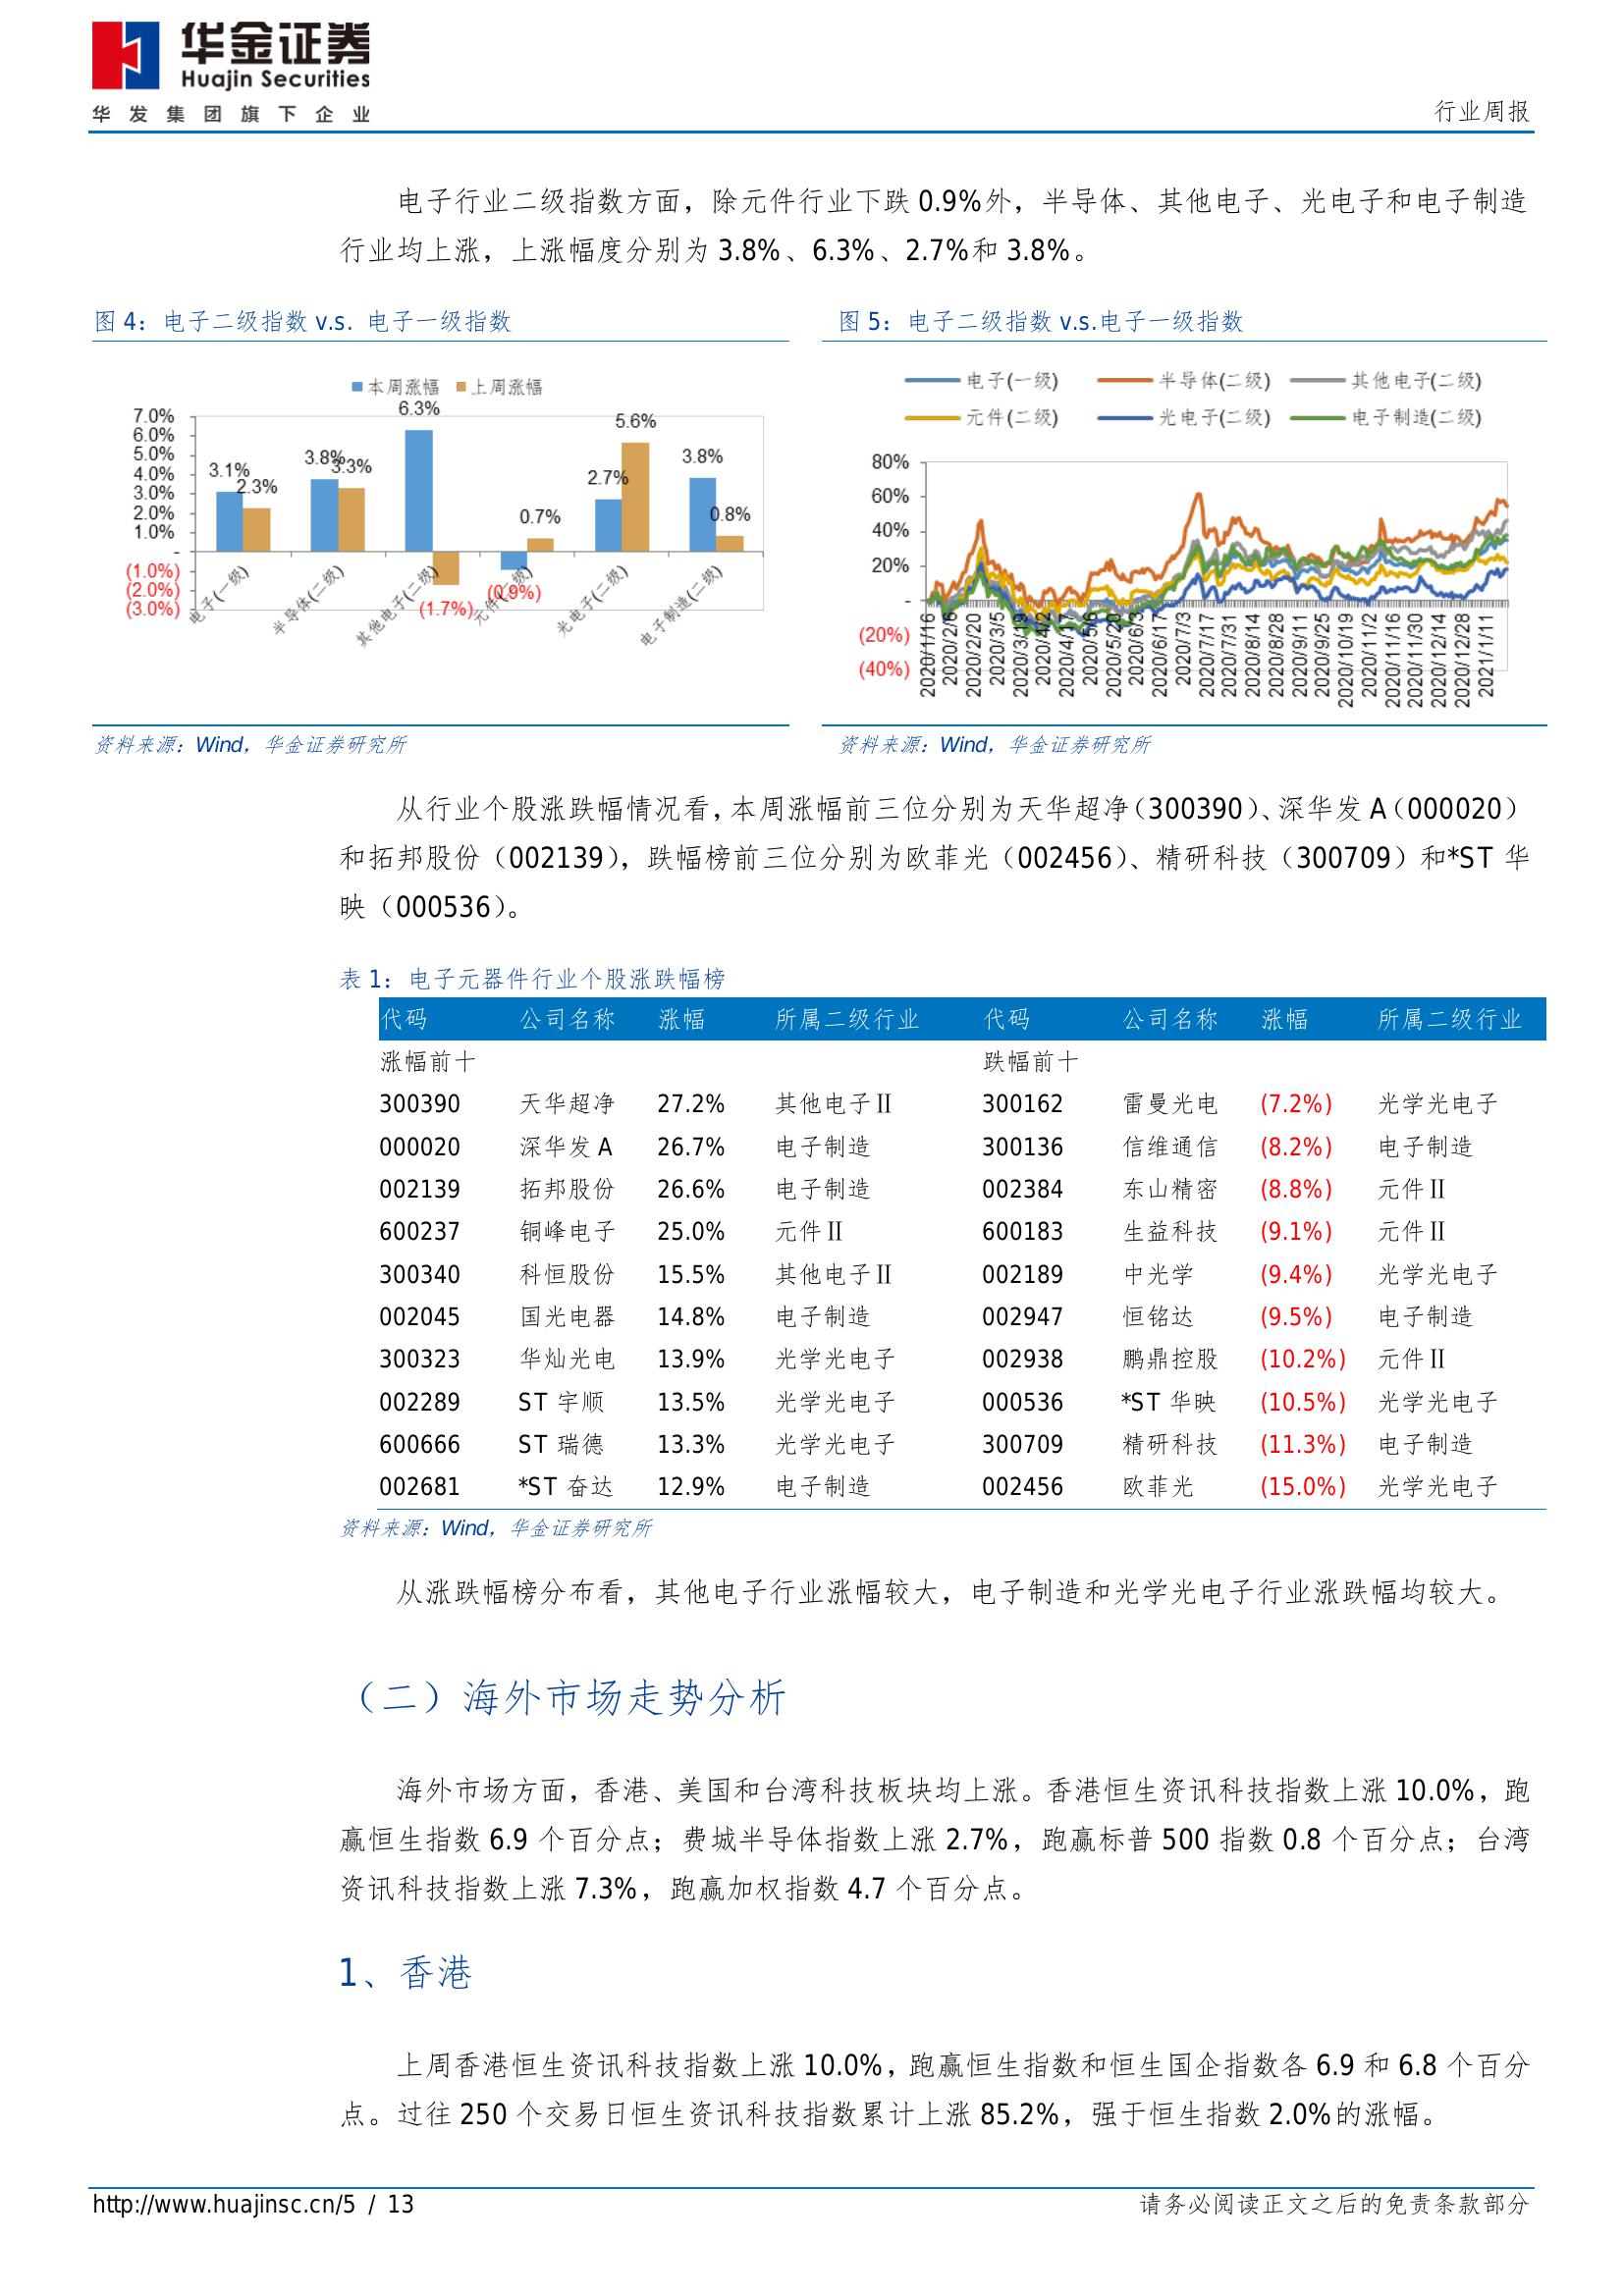 华金证券
Huajin Securities
华发集团旗下企业
行业周报
电子行业二级指数方面，除元件行业下跌 0.9%外，半导体、其他电子、光电子和电子制造
行业均上涨，上涨幅度分别为 3.8%、6.3%、2.7%和 3.8%。
图 4：电子二级指数 v.s. 电子一级指数
本周涨幅 上周涨幅
7.0%
6.0%
5.0%
4.0%
3.0%
2.0%
1.0%
-
(1.0%)
(2.0%)
(3.0%)
3.1% 2.3% 3.8% 3.3% 6.3% (1.7%) (0.9%) 0.7% 2.7% 5.6% 3.8% 0.8%
电子(一级) 半导体(二级) 其他电子(二级) 元件(二级) 光电子(二级) 电子制造(二级)
资料来源：Wind，华金证券研究所
图 5：电子二级指数 v.s.电子一级指数
电子(一级) 半导体(二级) 其他电子(二级)
元件(二级) 光电子(二级) 电子制造(二级)
80%
60%
40%
20%
-
(20%)
(40%)
2020/1/16 2020/2/6 2020/2/20 2020/3/5 2020/3/19 2020/4/2 2020/4/17 2020/5/6 2020/5/20 2020/6/3 2020/6/17 2020/7/3 2020/7/17 2020/7/31 2020/8/14 2020/8/28 2020/9/11 2020/9/25 2020/10/19 2020/11/2 2020/11/16 2020/11/30 2020/12/14 2020/12/28 2021/1/11
资料来源：Wind，华金证券研究所
从行业个股涨跌幅情况看，本周涨幅前三位分别为天华超净（300390）、深华发 A（000020）
和拓邦股份（002139），跌幅榜前三位分别为欧菲光（002456）、精研科技（300709）和*ST 华
映（000536）。
表 1：电子元器件行业个股涨跌幅榜
代码 公司名称 涨幅 所属二级行业 代码 公司名称 涨幅 所属二级行业
涨幅前十 跌幅前十
300390 天华超净 27.2% 其他电子Ⅱ 300162 雷曼光电 (7.2%) 光学光电子
000020 深华发 A 26.7% 电子制造 300136 信维通信 (8.2%) 电子制造
002139 拓邦股份 26.6% 电子制造 002384 东山精密 (8.8%) 元件Ⅱ
600237 铜峰电子 25.0% 元件Ⅱ 600183 生益科技 (9.1%) 元件Ⅱ
300340 科恒股份 15.5% 其他电子Ⅱ 002189 中光学 (9.4%) 光学光电子
002045 国光电器 14.8% 电子制造 002947 恒铭达 (9.5%) 电子制造
300323 华灿光电 13.9% 光学光电子 002938 鹏鼎控股 (10.2%) 元件Ⅱ
002289 ST 宇顺 13.5% 光学光电子 000536 *ST 华映 (10.5%) 光学光电子
600666 ST 瑞德 13.3% 光学光电子 300709 精研科技 (11.3%) 电子制造
002681 *ST 奋达 12.9% 电子制造 002456 欧菲光 (15.0%) 光学光电子
资料来源：Wind，华金证券研究所
从涨跌幅榜分布看，其他电子行业涨幅较大，电子制造和光学光电子行业涨跌幅均较大。
（二）海外市场走势分析
海外市场方面，香港、美国和台湾科技板块均上涨。香港恒生资讯科技指数上涨 10.0%，跑
赢恒生指数 6.9 个百分点；费城半导体指数上涨 2.7%，跑赢标普 500 指数 0.8 个百分点；台湾
资讯科技指数上涨 7.3%，跑赢加权指数 4.7 个百分点。
1、香港
上周香港恒生资讯科技指数上涨 10.0%，跑赢恒生指数和恒生国企指数各 6.9 和 6.8 个百分
点。过往 250 个交易日恒生资讯科技指数累计上涨 85.2%，强于恒生指数 2.0%的涨幅。
http://www.huajinsc.cn/5 / 13
请务必阅读正文之后的免责条款部分